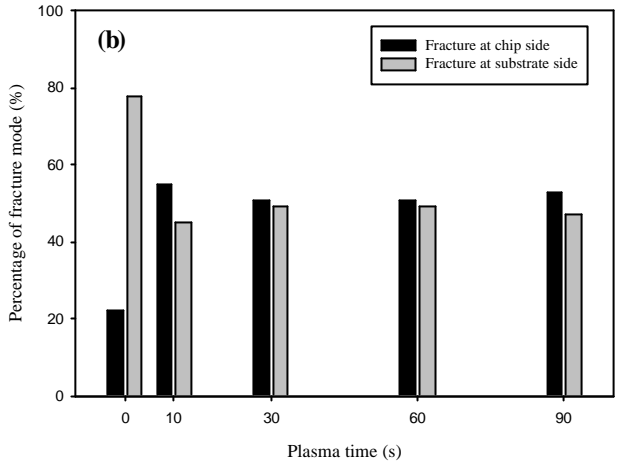 (b)
Fracture at chip side
Fracture at substrate side
Percentage of fracture mode (%)
100
80
60
40
20
0
0 10 30 60 90
Plasma time (s)